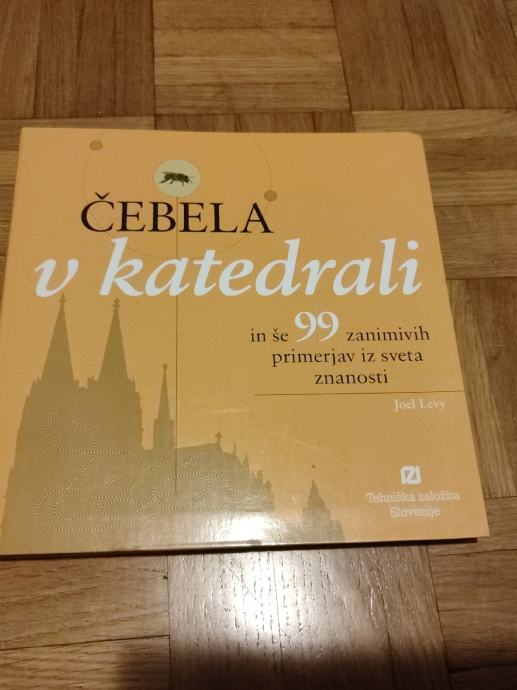 ČEBELA
v katedrali
in še 99 zanimivih
primerjav iz sveta
znanosti
Joel Levy
Tehniška založba
Slovenije